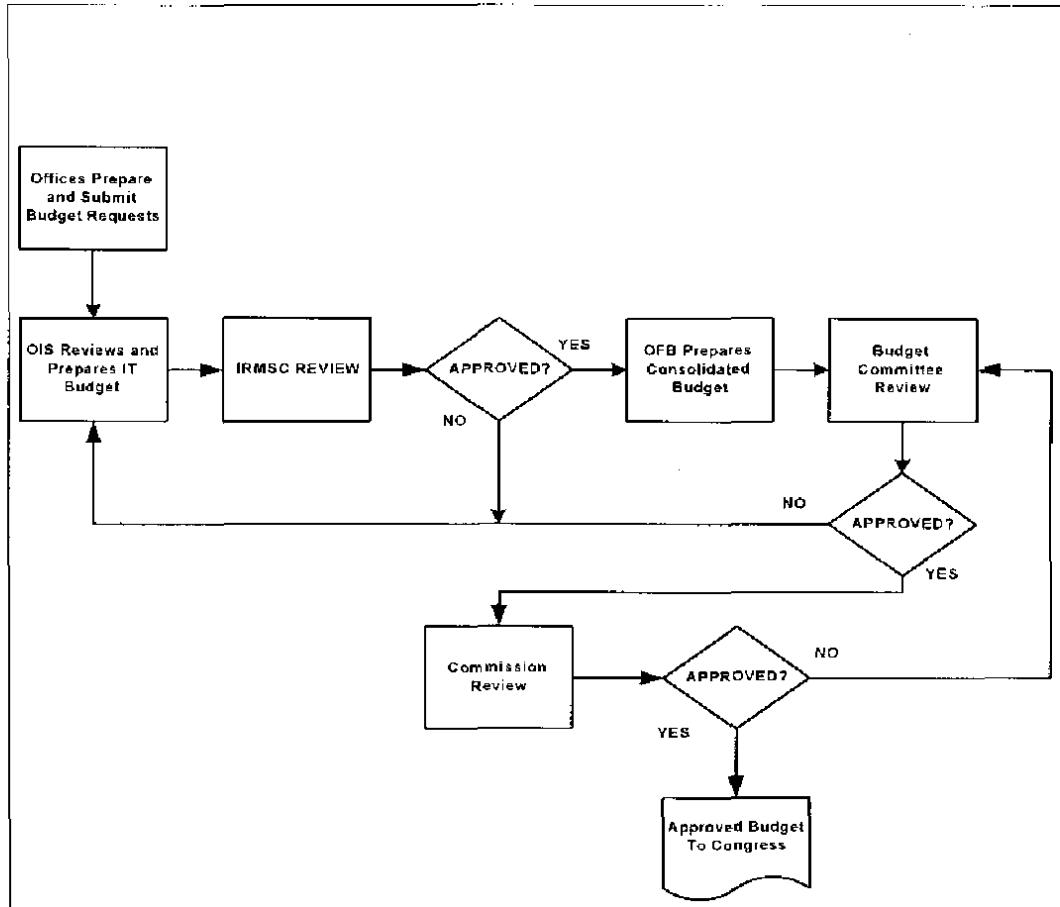 Offices Prepare
and Submit
Budget Requests
OIS Reviews and
Prepares IT
Budget
IRMSC REVIEW
APPROVED?
YES
NO
OFB Prepares
Consolidated
Budget
Budget
Committee
Review
NO
APPROVED?
YES
Commission
Review
APPROVED?
NO
YES
Approved Budget
To Congress